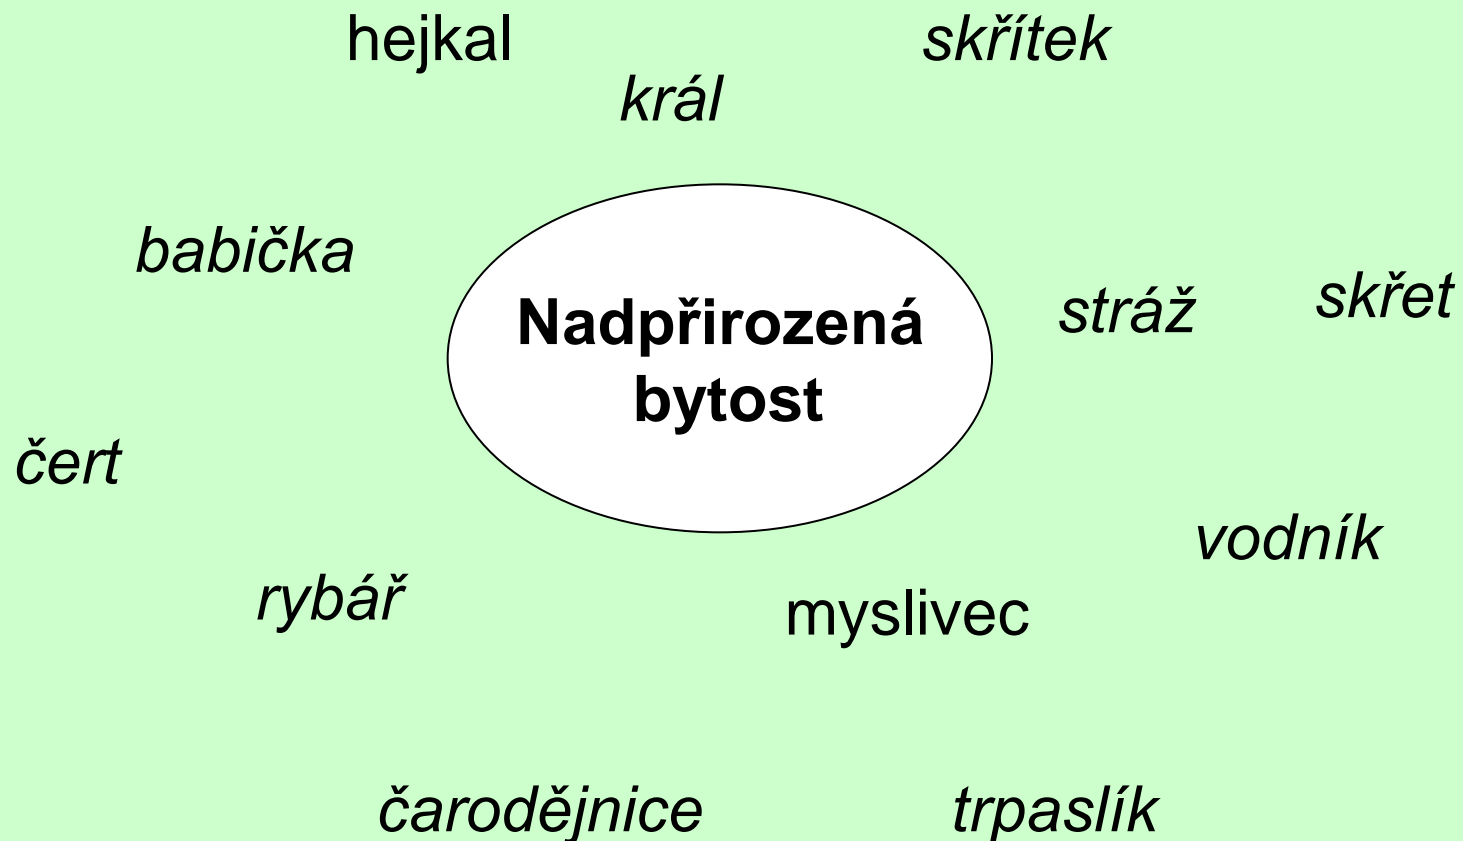 hejkal
skřítek
král
babička
Nadpřirozená
bytost
stráž
skřet
čert
vodník
rybář
myslivec
čarodějnice
trpaslík